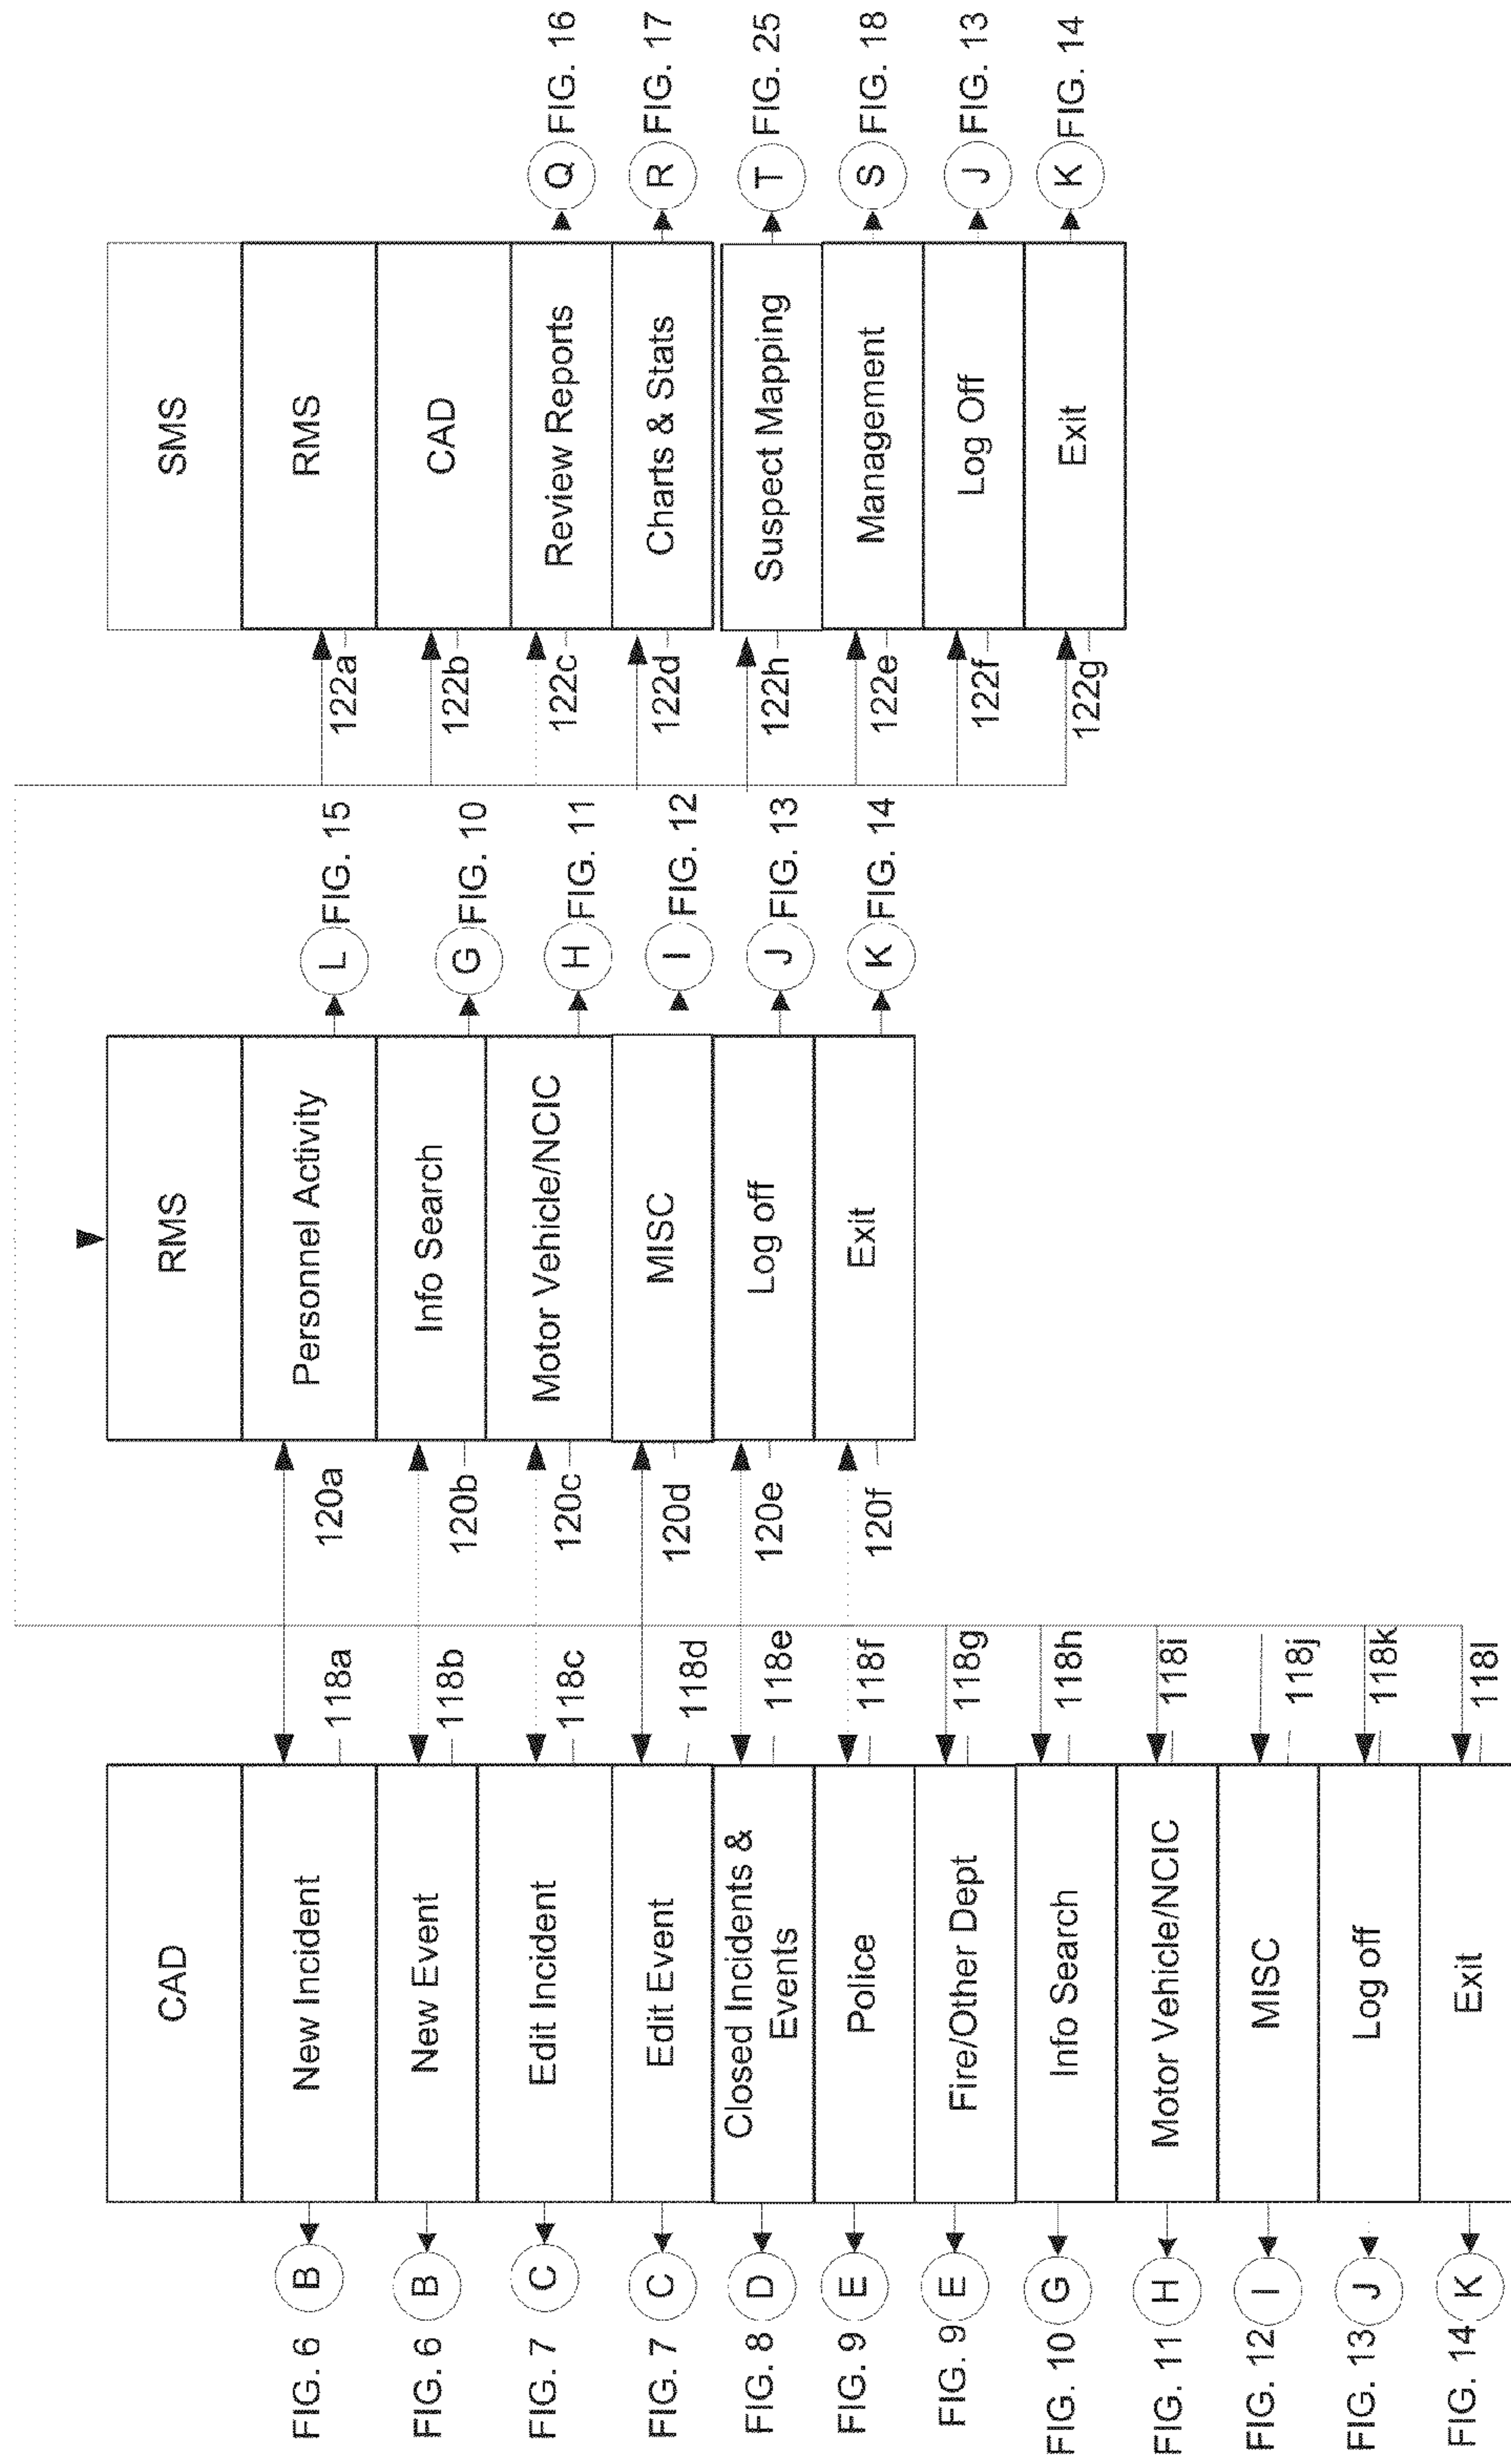 CAD
FIG. 6
B
New Incident
118a
FIG. 6
B
New Event
118b
FIG. 7
C
Edit Incident
118c
FIG. 7
C
Edit Event
118d
FIG. 8
D
Closed Incidents &
Events
118e
FIG. 9
E
Police
118f
FIG. 9
E
Fire/Other Dept
118g
FIG. 10
G
Info Search
118h
FIG. 11
H
Motor Vehicle/NCIC
118i
FIG. 12
I
MISC
118j
FIG. 13
J
Log off
118k
FIG. 14
K
Exit
118l
RMS
120a
Personnel Activity
L
FIG. 15
120b
Info Search
G
FIG. 10
120c
Motor Vehicle/NCIC
H
FIG. 11
120d
MISC
I
FIG. 12
120e
Log off
J
FIG. 13
120f
Exit
K
FIG. 14
SMS
122a
RMS
122b
CAD
122c
Review Reports
Q
FIG. 16
122d
Charts & Stats
R
FIG. 17
122h
Suspect Mapping
T
FIG. 25
122e
Management
S
FIG. 18
122f
Log Off
J
FIG. 13
122g
Exit
K
FIG. 14